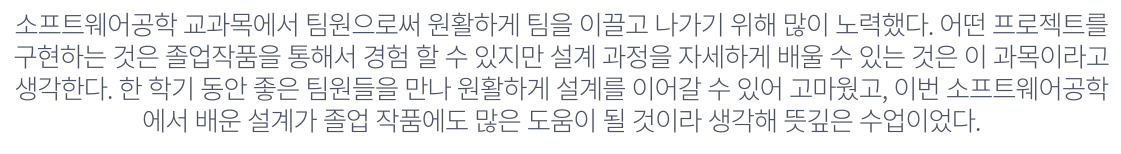 소프트웨어공학 교과목에서 팀원으로써 원활하게 팀을 이끌고 나가기 위해 많이 노력했다. 어떤 프로젝트를
구현하는 것은 졸업작품을 통해서 경험 할 수 있지만 설계 과정을 자세하게 배울 수 있는 것은 이 과목이라고
생각한다. 한 학기 동안 좋은 팀원들을 만나 원활하게 설계를 이어갈 수 있어 고마웠고, 이번 소프트웨어공학
에서 배운 설계가 졸업 작품에도 많은 도움이 될 것이라 생각해 뜻깊은 수업이었다.